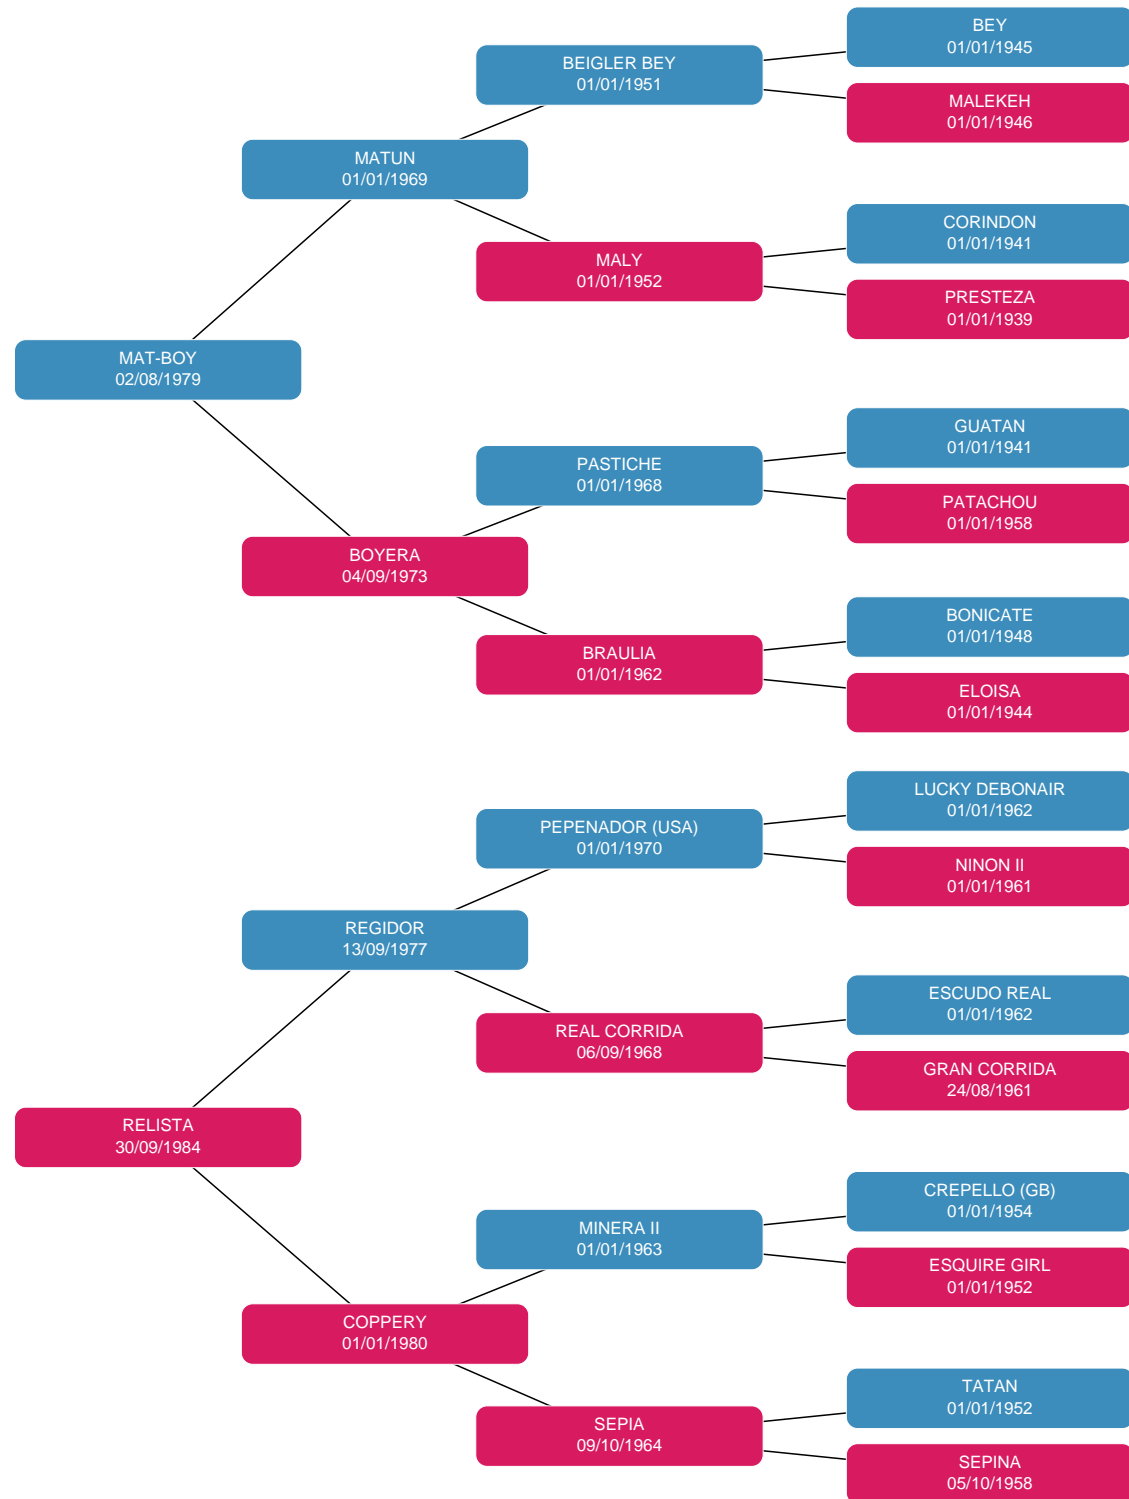 BEY
01/01/1945
BEIGLER BEY
01/01/1951
MALEKEH
01/01/1946
MATUN
01/01/1969
CORINDON
01/01/1941
MALY
01/01/1952
PRESTEZA
01/01/1939
MAT-BOY
02/08/1979
GUATAN
01/01/1941
PASTICHE
01/01/1968
PATACHOU
01/01/1958
BOYERA
04/09/1973
BONICATE
01/01/1948
BRAULIA
01/01/1962
ELOISA
01/01/1944
LUCKY DEBONAIR
01/01/1962
PEPENADOR (USA)
01/01/1970
NINON II
01/01/1961
REGIDOR
13/09/1977
ESCUDO REAL
01/01/1962
REAL CORRIDA
06/09/1968
GRAN CORRIDA
24/08/1961
RELISTA
30/09/1984
CREPELLO (GB)
01/01/1954
MINERA II
01/01/1963
ESQUIRE GIRL
01/01/1952
COPPERY
01/01/1980
TATAN
01/01/1952
SEPIA
09/10/1964
SEPINA
05/10/1958